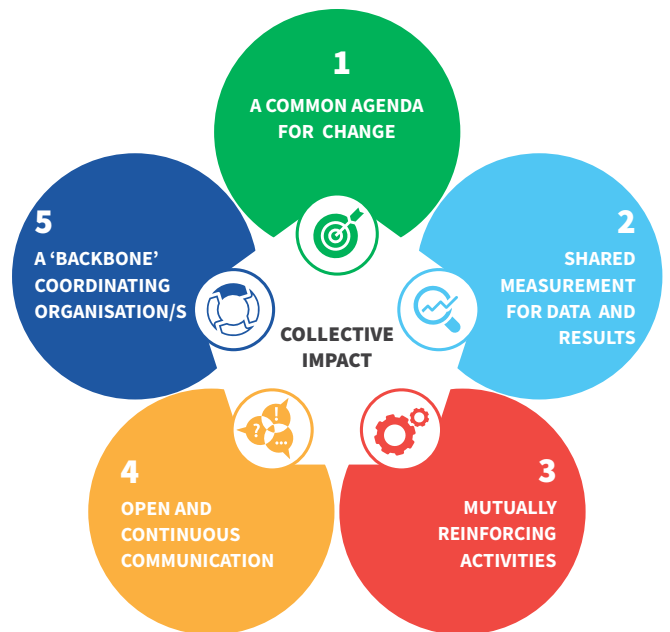 1
A COMMON AGENDA
FOR CHANGE
2
SHARED
MEASUREMENT
FOR DATA AND
RESULTS
3
MUTUALLY
REINFORCING
ACTIVITIES
4
OPEN AND
CONTINUOUS
COMMUNICATION
5
A ‘BACKBONE’
COORDINATING
ORGANISATION/S
COLLECTIVE
IMPACT
!
?
...